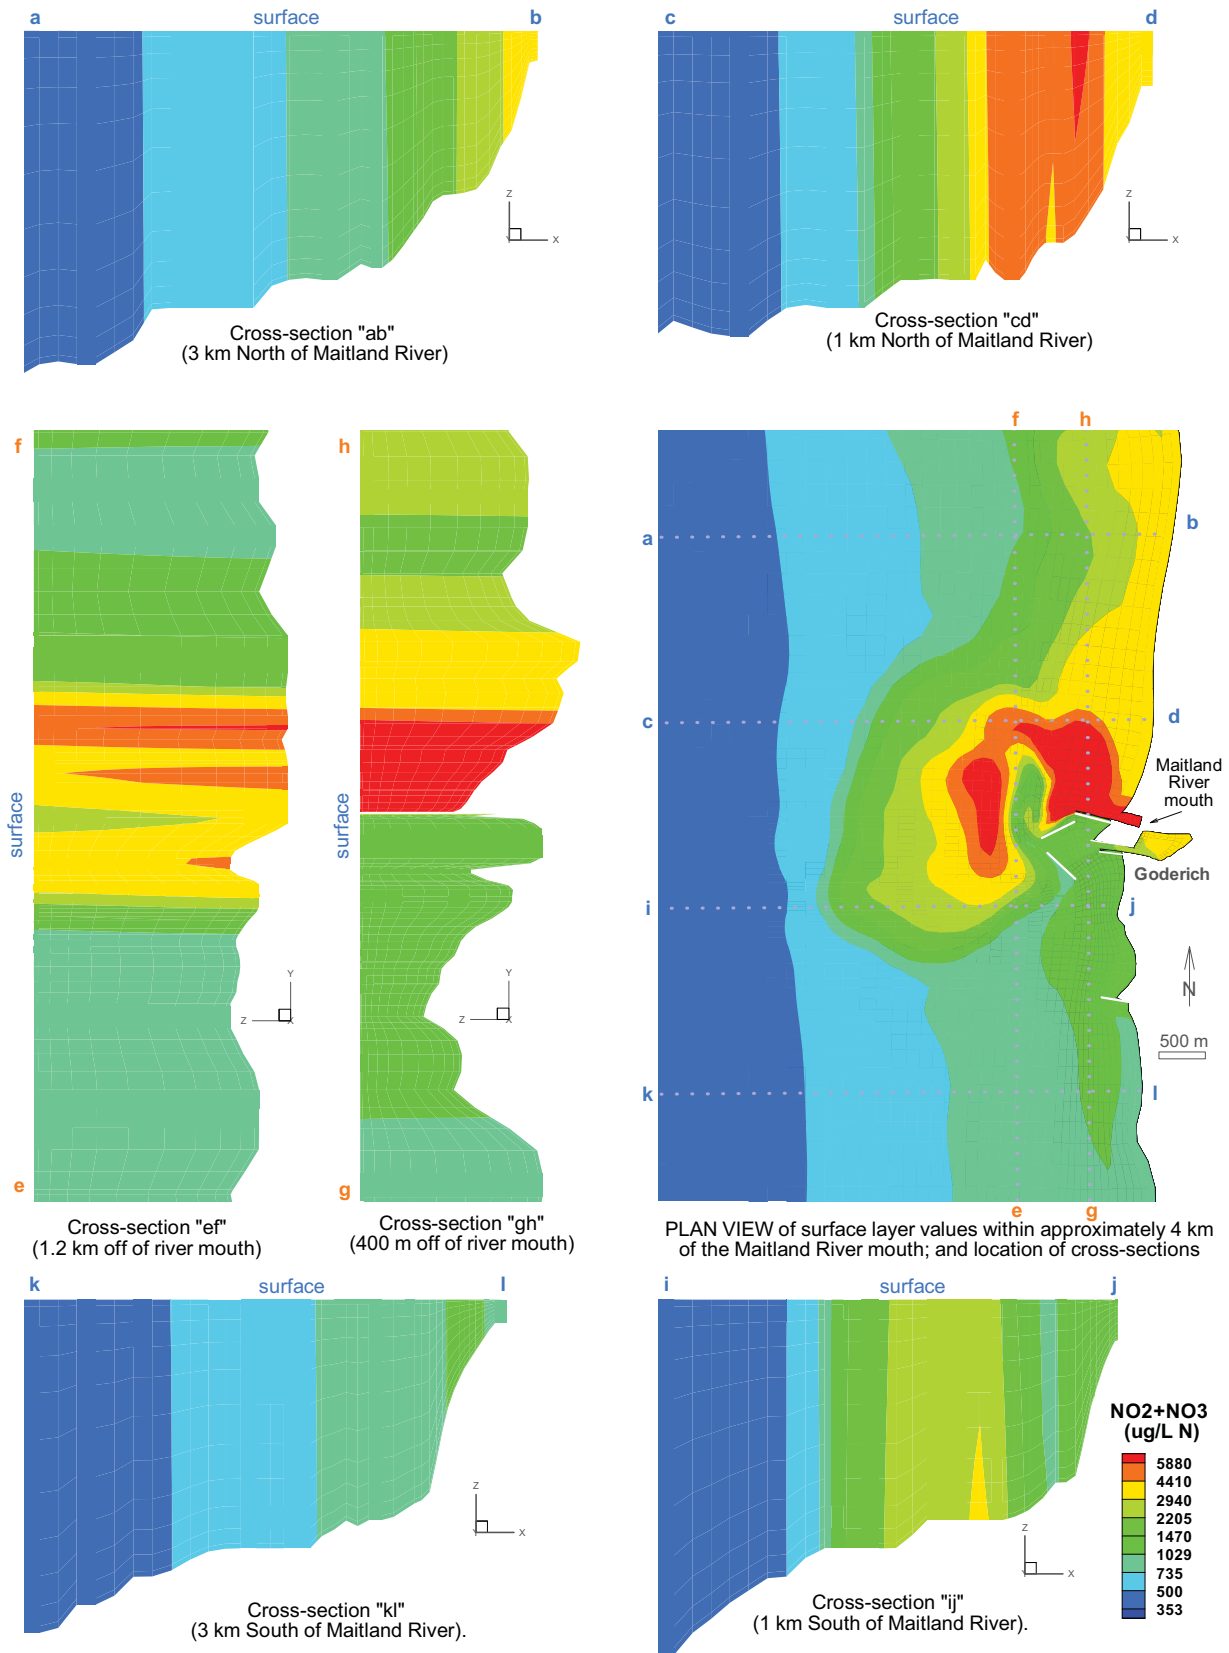 a
surface
b
c
surface
d
Z
X
Y
Cross-section "ab"
(3 km North of Maitland River)
Z
X
Y
Cross-section "cd"
(1 km North of Maitland River)
f
surface
e
Y
Z
X
Cross-section "ef"
(1.2 km off of river mouth)
h
surface
g
Y
Z
X
Cross-section "gh"
(400 m off of river mouth)
f
h
a
b
c
d
Maitland
River
mouth
Goderich
i
j
N
500 m
k
l
e
g
PLAN VIEW of surface layer values within approximately 4 km
of the Maitland River mouth; and location of cross-sections
k
surface
l
Z
X
Y
Cross-section "kl"
(3 km South of Maitland River).
i
surface
j
Z
X
Y
Cross-section "ij"
(1 km South of Maitland River).
NO2+NO3
(ug/L N)
5880
4410
2940
2205
1470
1029
735
500
353